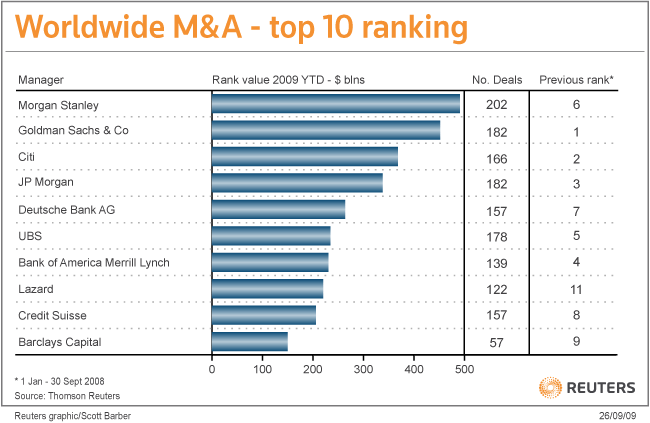 Worldwide M&A - top 10 ranking
Manager Rank value 2009 YTD - $ blns No. Deals Previous rank*
Morgan Stanley 202 6
Goldman Sachs & Co 182 1
Citi 166 2
JP Morgan 182 3
Deutsche Bank AG 157 7
UBS 178 5
Bank of America Merrill Lynch 139 4
Lazard 122 11
Credit Suisse 157 8
Barclays Capital 57 9
0 100 200 300 400 500
* 1 Jan - 30 Sept 2008
Source: Thomson Reuters
REUTERS
Reuters graphic/Scott Barber 26/09/09